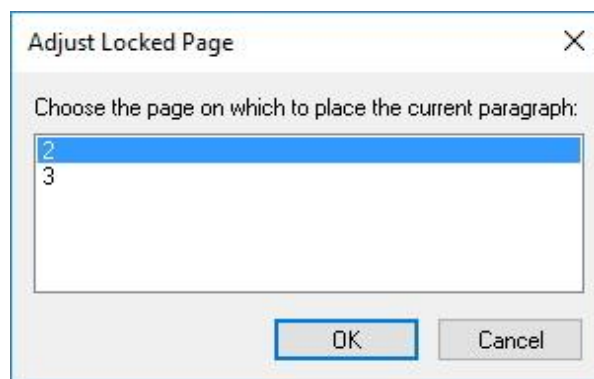 Adjust Locked Page
Choose the page on which to place the current paragraph:
2
3
OK Cancel